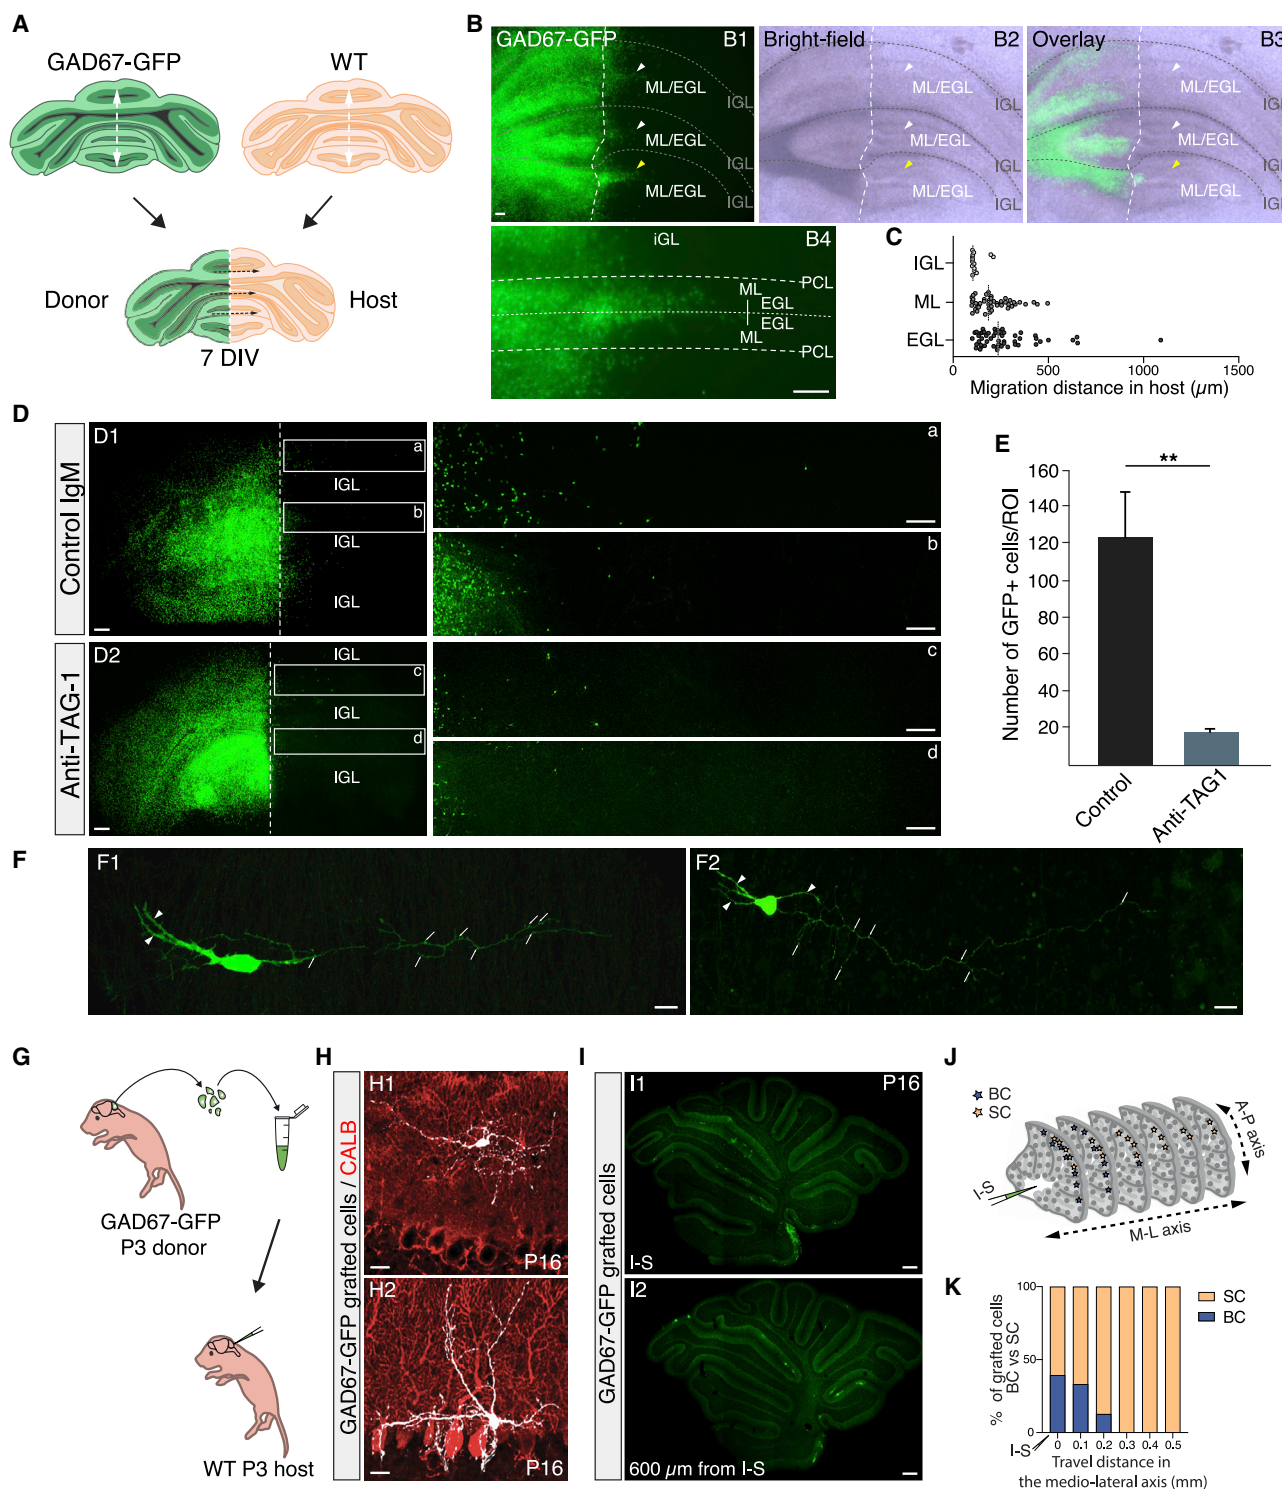 A
GAD67-GFP
WT
Donor
Host
7 DIV
B
GAD67-GFP
B1
ML/EGL
IGL
ML/EGL
IGL
ML/EGL
IGL
Bright-field
B2
ML/EGL
IGL
ML/EGL
IGL
ML/EGL
IGL
Overlay
B3
ML/EGL
IGL
ML/EGL
IGL
ML/EGL
IGL
iGL
B4
PCL
ML
EGL
EGL
ML
PCL
C
IGL
ML
EGL
0
500
1000
1500
Migration distance in host (µm)
D
Control IgM
D1
a
IGL
b
IGL
IGL
a
b
Anti-TAG-1
D2
IGL
c
IGL
d
IGL
c
d
E
**
Number of GFP+ cells/ROI
160
140
120
100
80
60
40
20
Control
Anti-TAG1
F
F1
F2
G
GAD67-GFP
P3 donor
WT P3 host
H
GAD67-GFP grafted cells / CALB
H1
P16
H2
P16
I
GAD67-GFP grafted cells
I1
P16
I-S
I2
600 µm from I-S
J
BC
SC
I-S
A-P axis
M-L axis
K
% of grafted cells
BC vs SC
100
50
0
SC
BC
I-S
0
0.1
0.2
0.3
0.4
0.5
Travel distance in
the medio-lateral axis (mm)